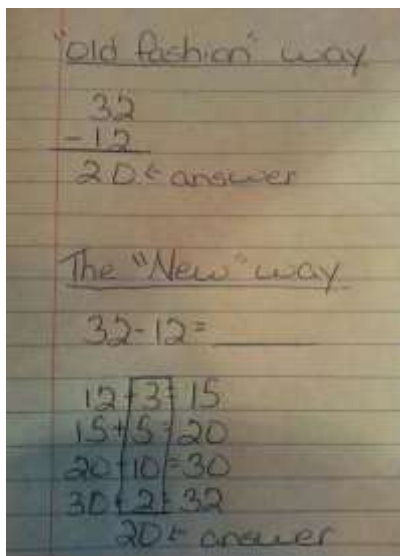 "Old fashion" way
32
-12
20 ← answer
The "New" way
32-12=____
12+3=15
15+5=20
20+10=30
30+2=32
20 ← answer